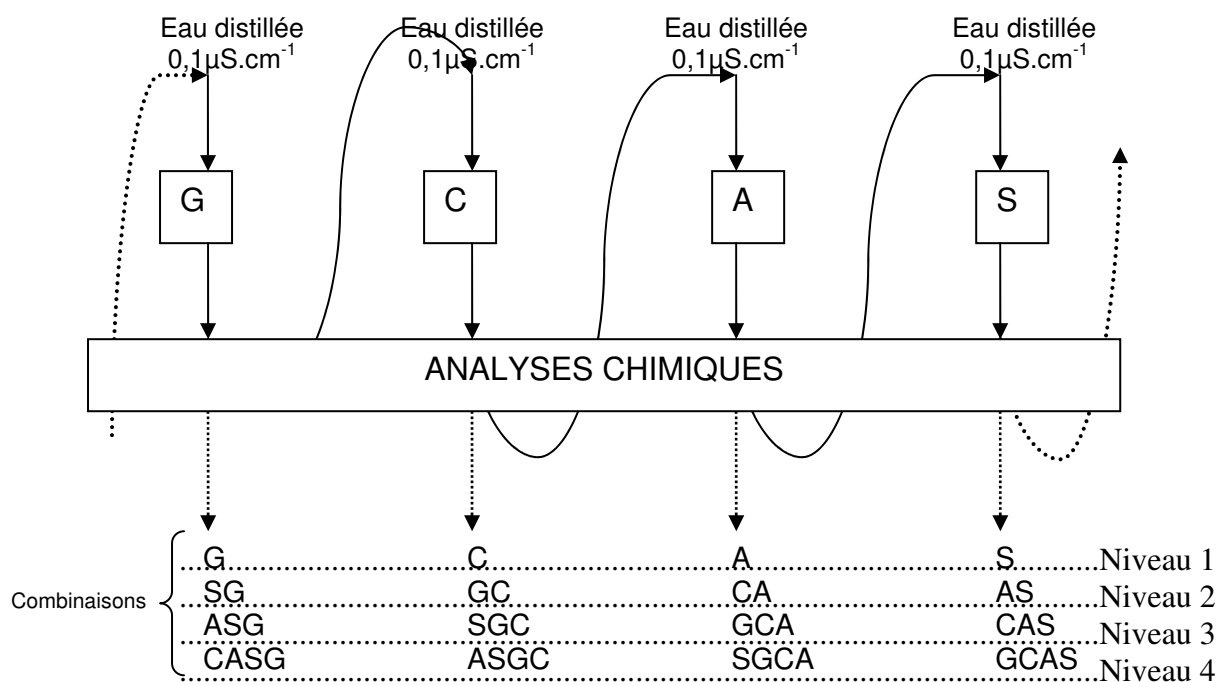 Eau distillée Eau distillée Eau distillée Eau distillée
0,1µS.cm-1 0,1µS.cm-1 0,1µS.cm-1 0,1µS.cm-1
G C A S
ANALYSES CHIMIQUES
G C A S Niveau 1
Combinaisons SG GC CA AS Niveau 2
ASG SGC GCA CAS Niveau 3
CASG ASGC SGCA GCAS Niveau 4